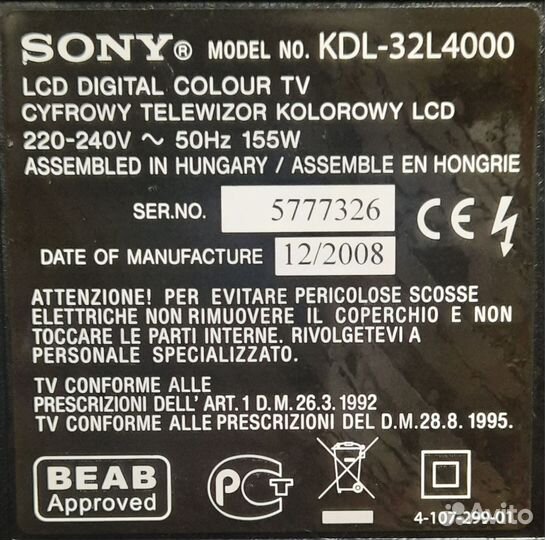 SONY® MODEL NO. KDL-32L4000
LCD DIGITAL COLOUR TV
CYFROWY TELEWIZOR KOLOROWY LCD
220-240V ~ 50Hz 155W
ASSEMBLED IN HUNGARY / ASSEMBLE EN HONGRIE
SER.NO. 5777326
CE
DATE OF MANUFACTURE 12/2008
ATTENZIONE! PER EVITARE PERICOLOSE SCOSSE
ELETTRICHE NON RIMUOVERE IL COPERCHIO E NON
TOCCARE LE PARTI INTERNE. RIVOLGETEVI A
PERSONALE SPECIALIZZATO.
TV CONFORME ALLE
PRESCRIZIONI DELL' ART. 1 D.M. 26.3. 1992
TV CONFORME ALLE PRESCRIZIONI DEL D.M. 28.8. 1995.
BEAB
Approved
РСТ
4-107-299-01
Avito